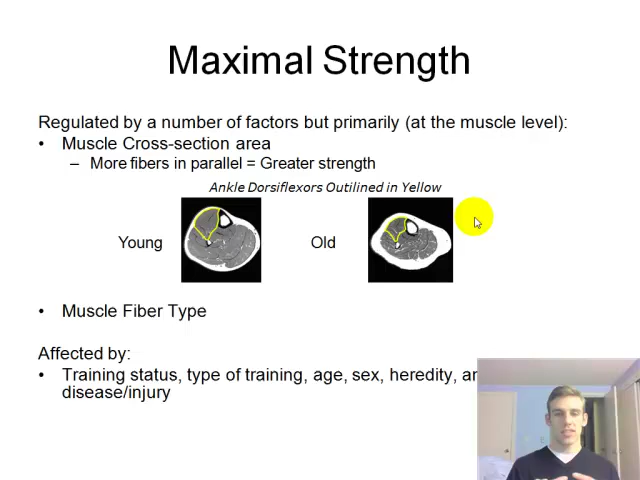 Maximal Strength
Regulated by a number of factors but primarily (at the muscle level):
• Muscle Cross-section area
– More fibers in parallel = Greater strength
Ankle Dorsiflexors Outilined in Yellow
Young
Old
• Muscle Fiber Type
Affected by:
• Training status, type of training, age, sex, heredity,
disease/injury